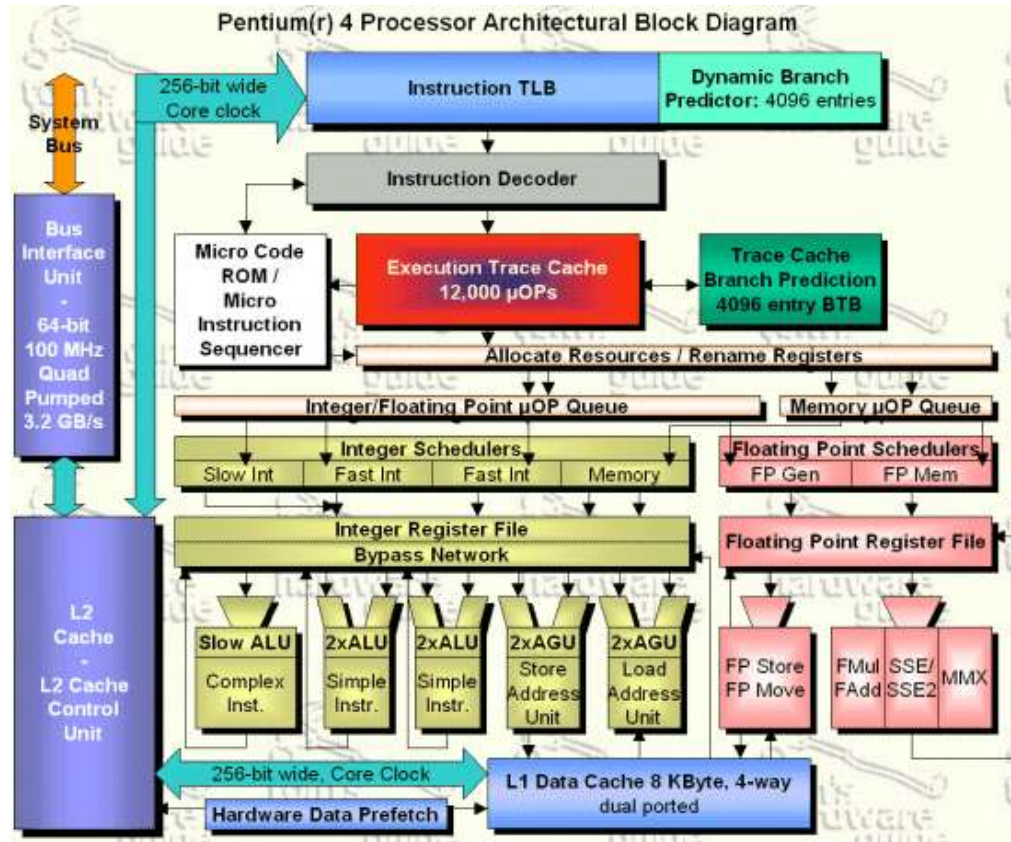 Pentium(r) 4 Processor Architectural Block Diagram
256-bit wide
Core clock
Instruction TLB
Dynamic Branch
Predictor: 4096 entries
System
Bus
Instruction Decoder
Bus
Interface
Unit
-
64-bit
100 MHz
Quad
Pumped
3.2 GB/s
Micro Code
ROM /
Micro
Instruction
Sequencer
Execution Trace Cache
12,000 µOPs
Trace Cache
Branch Prediction
4096 entry BTB
Allocate Resources / Rename Registers
Integer/Floating Point µOP Queue
Memory µOP Queue
Integer Schedulers
Slow Int
Fast Int
Fast Int
Memory
Floating Point Schedulers
FP Gen
FP Mem
Integer Register File
Bypass Network
Floating Point Register File
L2
Cache
-
L2 Cache
Control
Unit
Slow ALU
Complex
Inst.
2xALU
Simple
Instr.
2xALU
Simple
Instr.
2xAGU
Store
Address
Unit
2xAGU
Load
Address
Unit
FP Store
FP Move
FMul
FAdd
SSE/
SSE2
MMX
256-bit wide, Core Clock
L1 Data Cache 8 KByte, 4-way
dual ported
Hardware Data Prefetch
tom's
hardware
guide